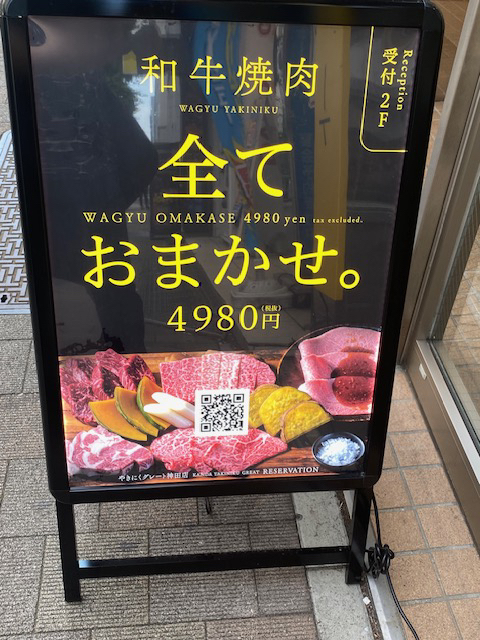 和牛焼肉
WAGYU YAKINIKU
Reception
受付2F
全て
WAGYU OMAKASE 4980yen tax excluded.
おまかせ。
4980円(税抜)
やきにくグレート神田店 KANDA YAKINIKU GREAT RESERVATION